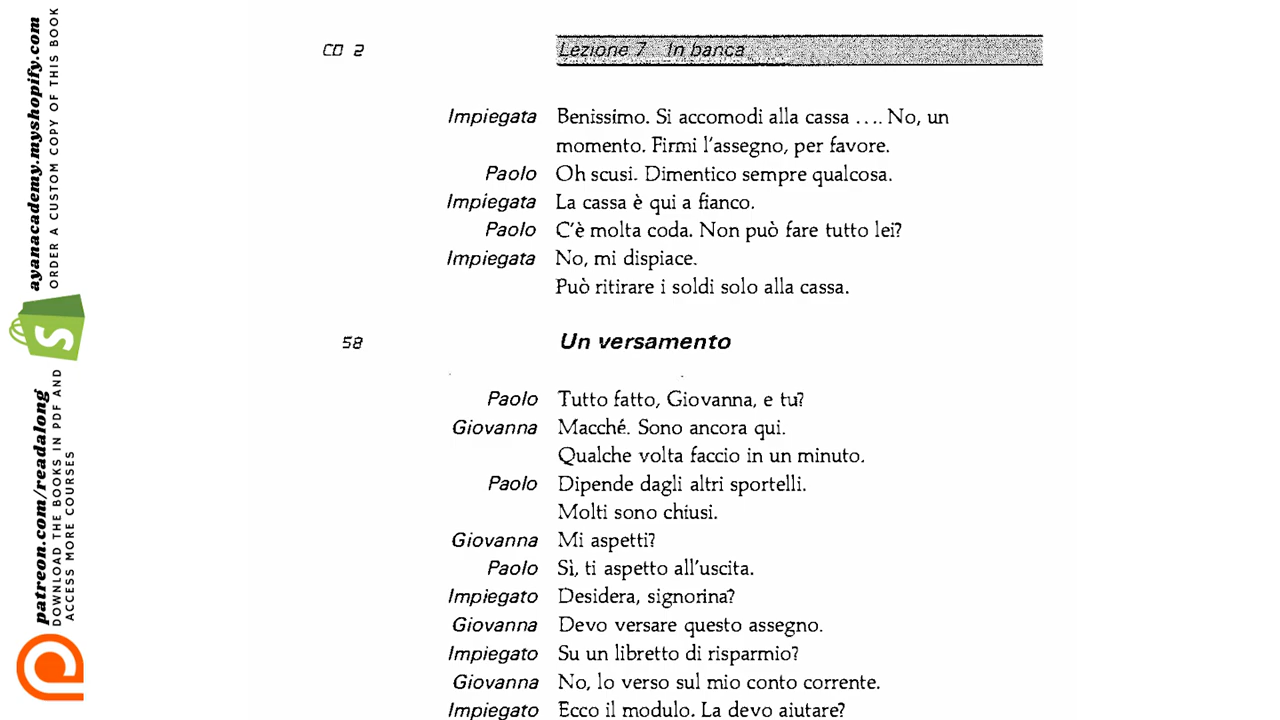 CD 2
Lezione 7 In banca
Impiegata Benissimo. Si accomodi alla cassa .... No, un
momento. Firmi l'assegno, per favore.
Paolo Oh scusi. Dimentico sempre qualcosa.
Impiegata La cassa è qui a fianco.
Paolo C'è molta coda. Non può fare tutto lei?
Impiegata No, mi dispiace.
Può ritirare i soldi solo alla cassa.
58 Un versamento
Paolo Tutto fatto, Giovanna, e tu?
Giovanna Macché. Sono ancora qui.
Qualche volta faccio in un minuto.
Paolo Dipende dagli altri sportelli.
Molti sono chiusi.
Giovanna Mi aspetti?
Paolo Sì, ti aspetto all'uscita.
Impiegato Desidera, signorina?
Giovanna Devo versare questo assegno.
Impiegato Su un libretto di risparmio?
Giovanna No, lo verso sul mio conto corrente.
Impiegato Ecco il modulo. La devo aiutare?
ayanacademy.myshopify.com
ORDER A CUSTOM COPY OF THIS BOOK
patreon.com/readalong
DOWNLOAD THE BOOKS IN PDF AND
ACCESS MORE COURSES